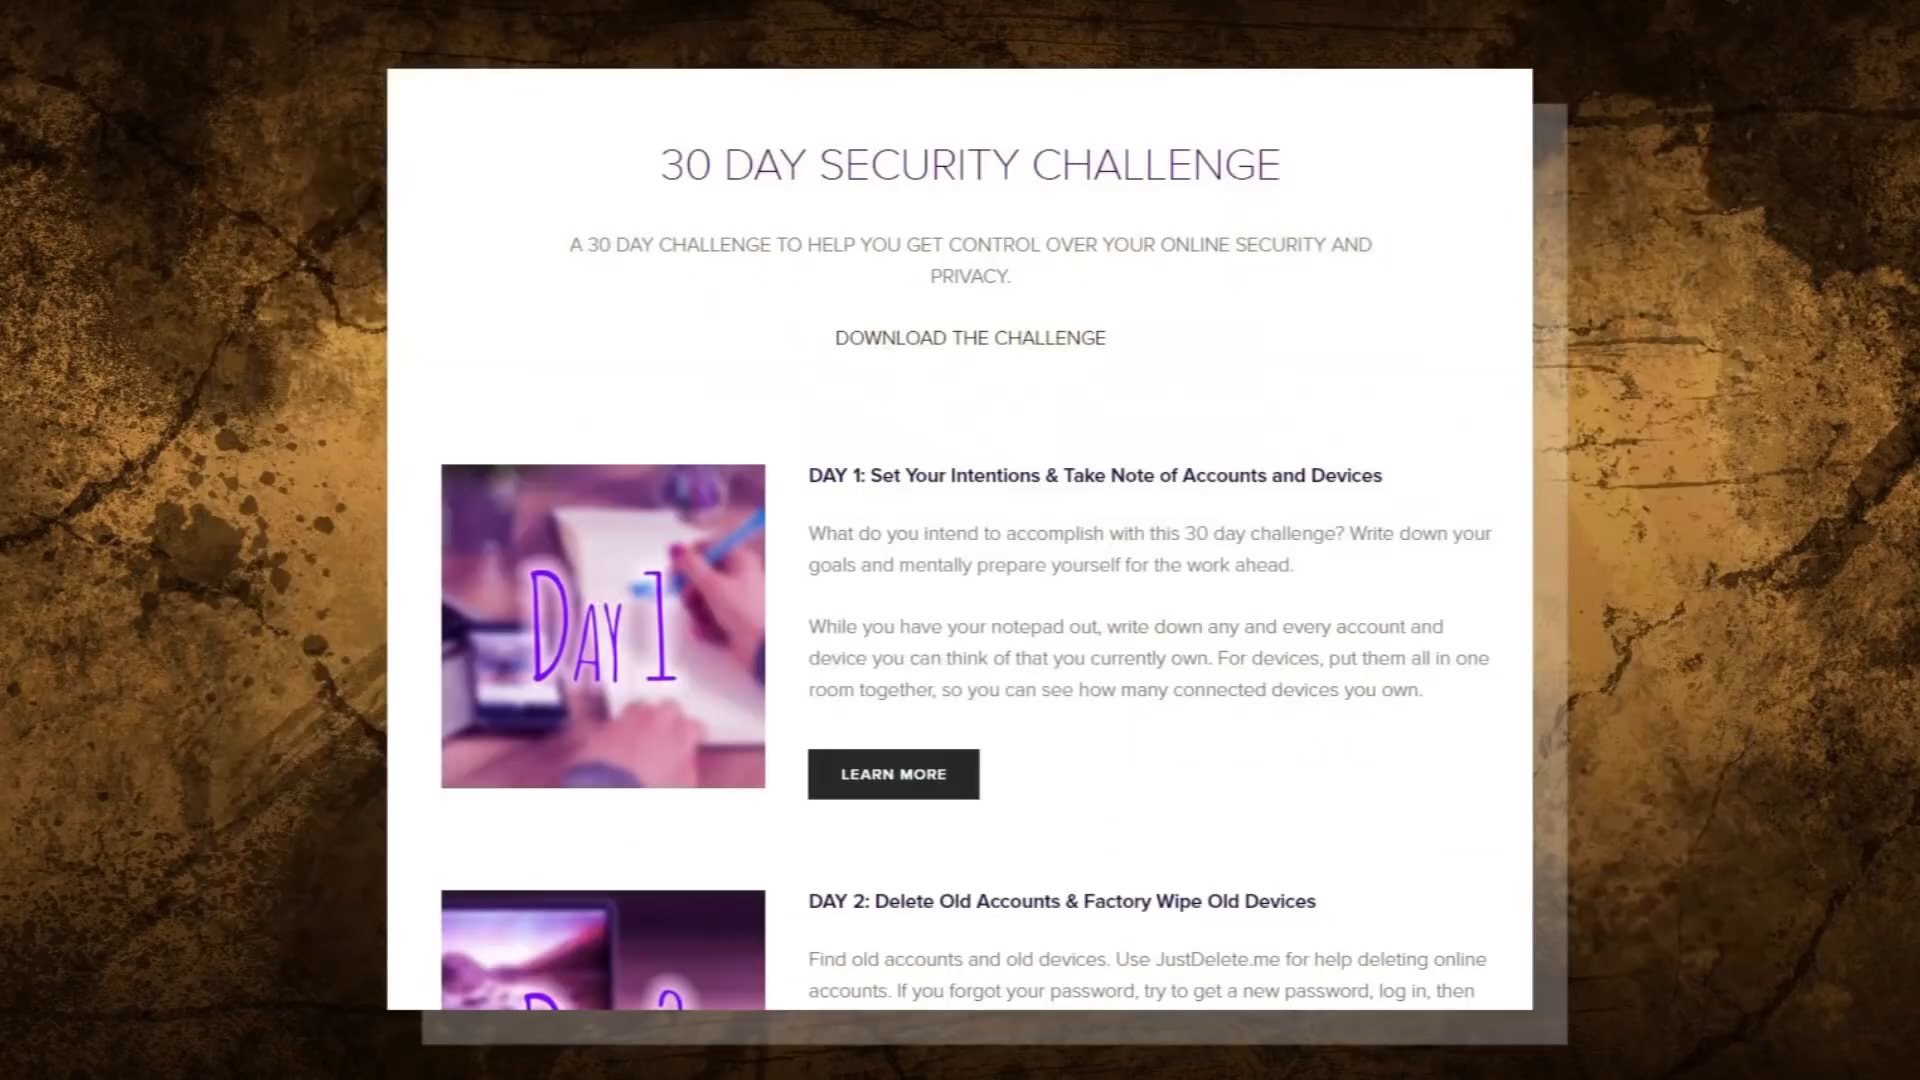 30 DAY SECURITY CHALLENGE
A 30 DAY CHALLENGE TO HELP YOU GET CONTROL OVER YOUR ONLINE SECURITY AND
PRIVACY.
DOWNLOAD THE CHALLENGE
DAY 1
DAY 1: Set Your Intentions & Take Note of Accounts and Devices
What do you intend to accomplish with this 30 day challenge? Write down your
goals and mentally prepare yourself for the work ahead.
While you have your notepad out, write down any and every account and
device you can think of that you currently own. For devices, put them all in one
room together, so you can see how many connected devices you own.
LEARN MORE
DAY 2: Delete Old Accounts & Factory Wipe Old Devices
Find old accounts and old devices. Use JustDelete.me for help deleting online
accounts. If you forgot your password, try to get a new password, log in, then